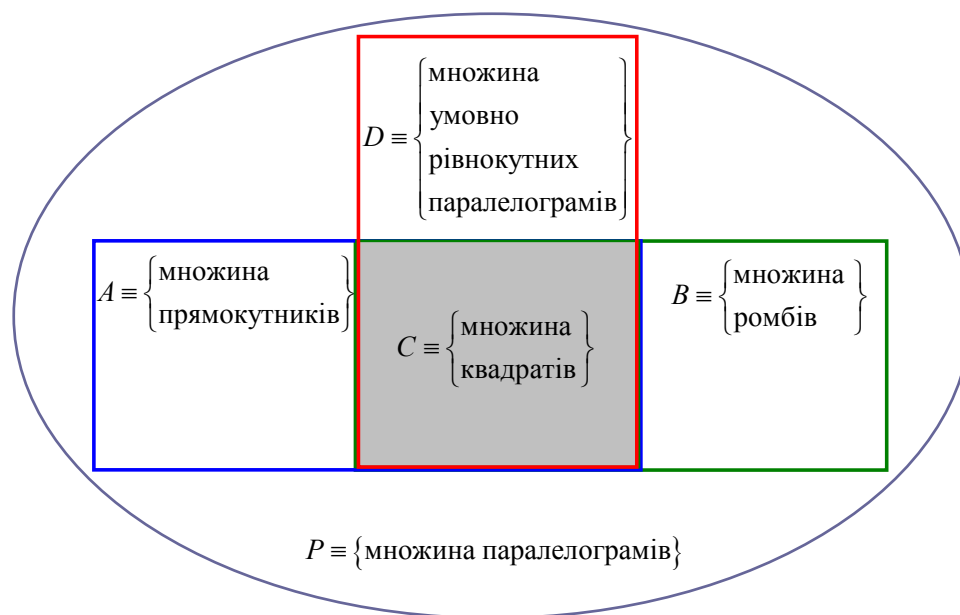 D ≡ {множина
умовно
рівнокутних
паралелограмів}
A ≡ {множина
прямокутників}
C ≡ {множина
квадратів}
B ≡ {множина
ромбів}
P ≡ {множина паралелограмів}